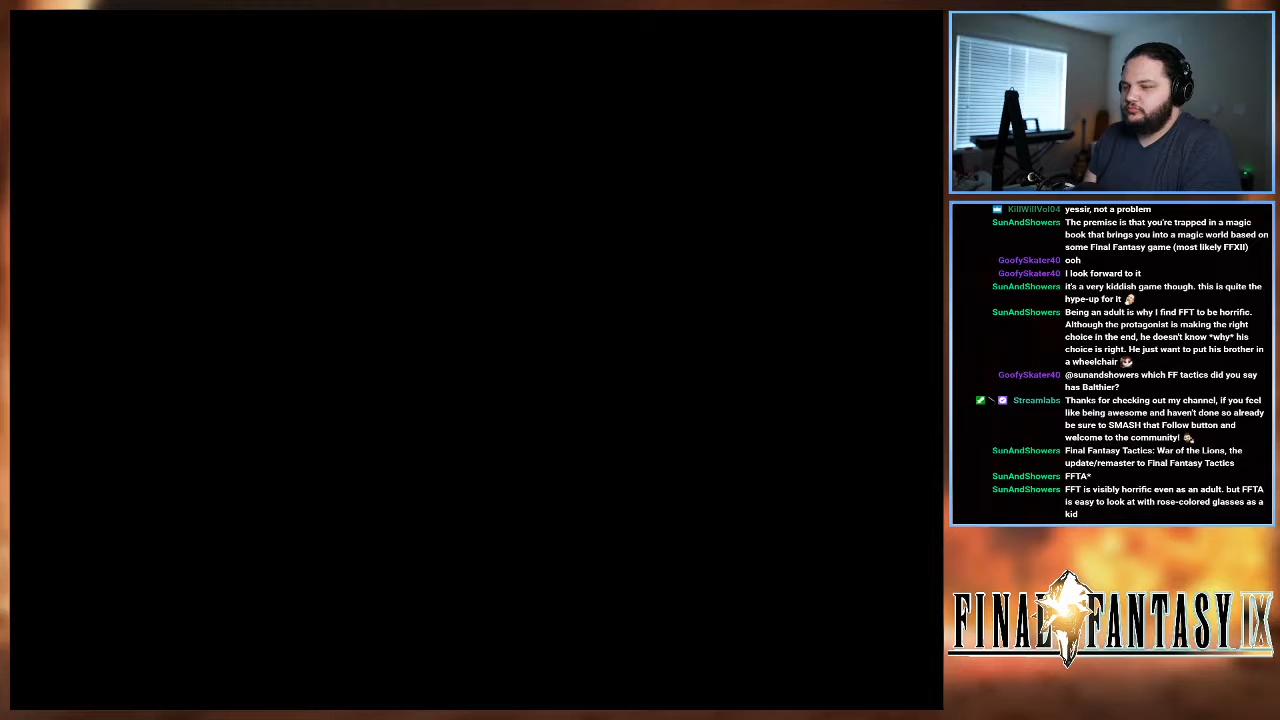 KillWillVol04 yessir, not a problem
SunAndShowers The premise is that you're trapped in a magic
book that brings you into a magic world based on
some Final Fantasy game (most likely FFXII)
GoofySkater40 ooh
GoofySkater40 I look forward to it
SunAndShowers it's a very kiddish game though. this is quite the
hype-up for it
SunAndShowers Being an adult is why I find FFT to be horrific.
Although the protagonist is making the right
choice in the end, he doesn't know *why* his
choice is right. He just want to put his brother in
a wheelchair
GoofySkater40 @sunandshowers which FF tactics did you say
has Balthier?
Streamlabs Thanks for checking out my channel, if you feel
like being awesome and haven't done so already
be sure to SMASH that Follow button and
welcome to the community!
SunAndShowers Final Fantasy Tactics: War of the Lions, the
update/remaster to Final Fantasy Tactics
SunAndShowers FFTA*
SunAndShowers FFT is visibly horrific even as an adult. but FFTA
is easy to look at with rose-colored glasses as a
kid
FINAL FANTASY IX